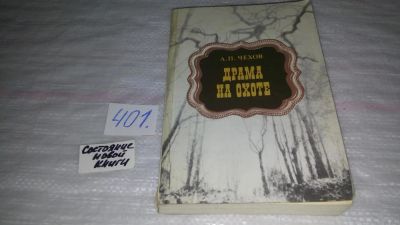 А.П. ЧЕХОВ
ДРАМА
НА ОХОТЕ
401.
Состояние
новой
книги